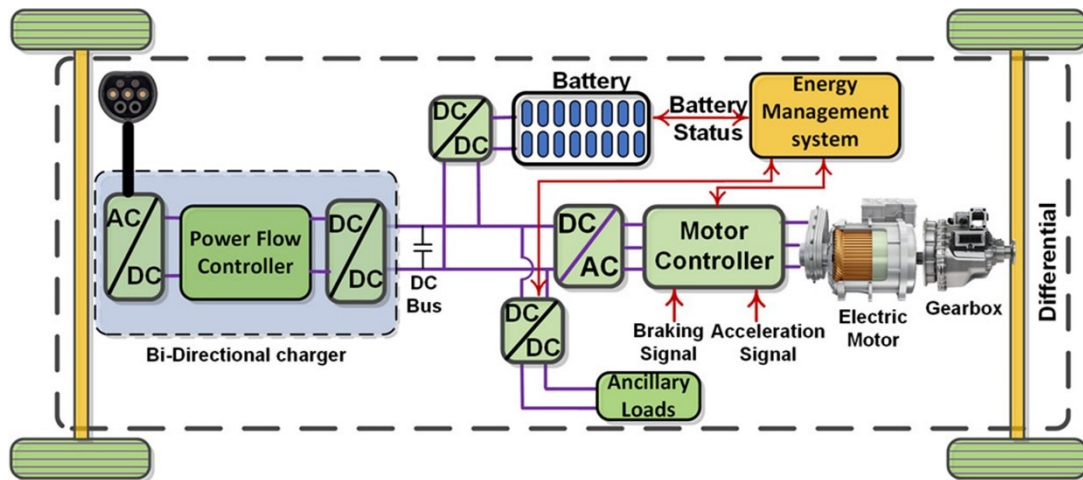 Battery
Battery
Status
Energy
Management
system
DC
DC
AC
DC
Power Flow
Controller
DC
DC
DC
Bus
Bi-Directional charger
DC
AC
Motor
Controller
DC
DC
Braking
Signal
Acceleration
Signal
Electric
Motor
Gearbox
Differential
Ancillary
Loads